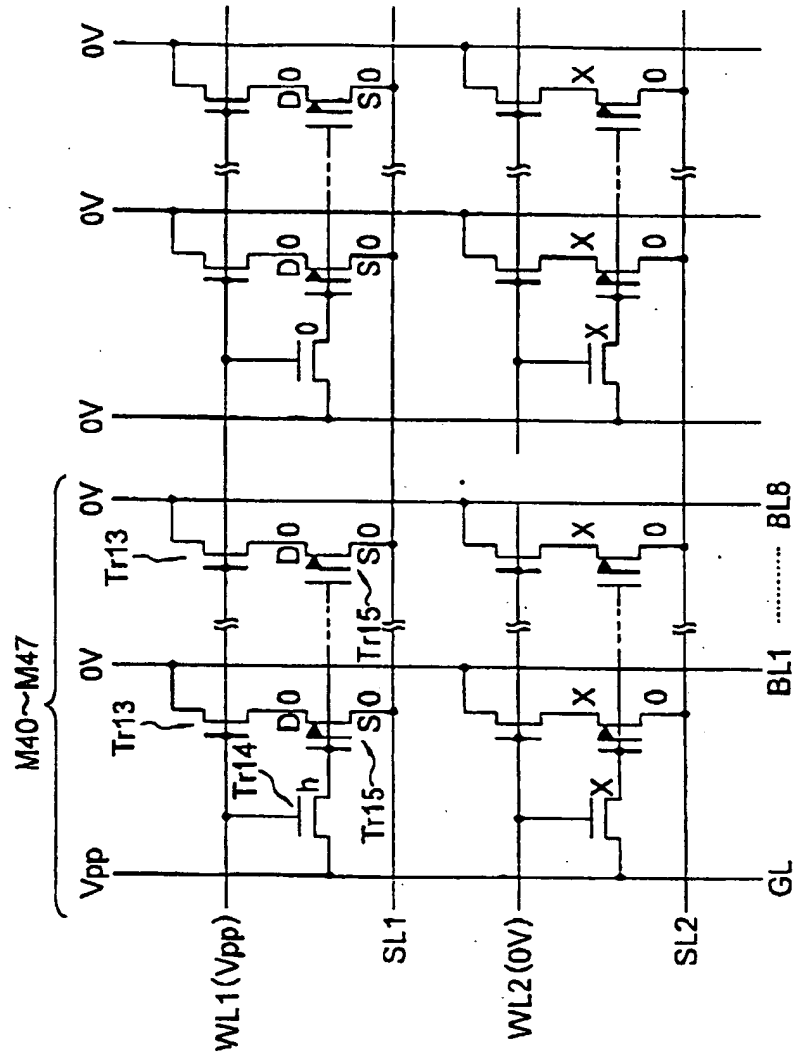 M40~M47
Vpp 0V 0V 0V 0V 0V
Tr13 Tr13
WL1(Vpp)
Tr14
D 0 D 0 D 0 D 0
h 0
S 0 S 0 S 0 S 0
Tr15 Tr15
SL1
WL2(0V)
X X X X
X X
0 0 0 0
SL2
GL BL1 ........ BL8